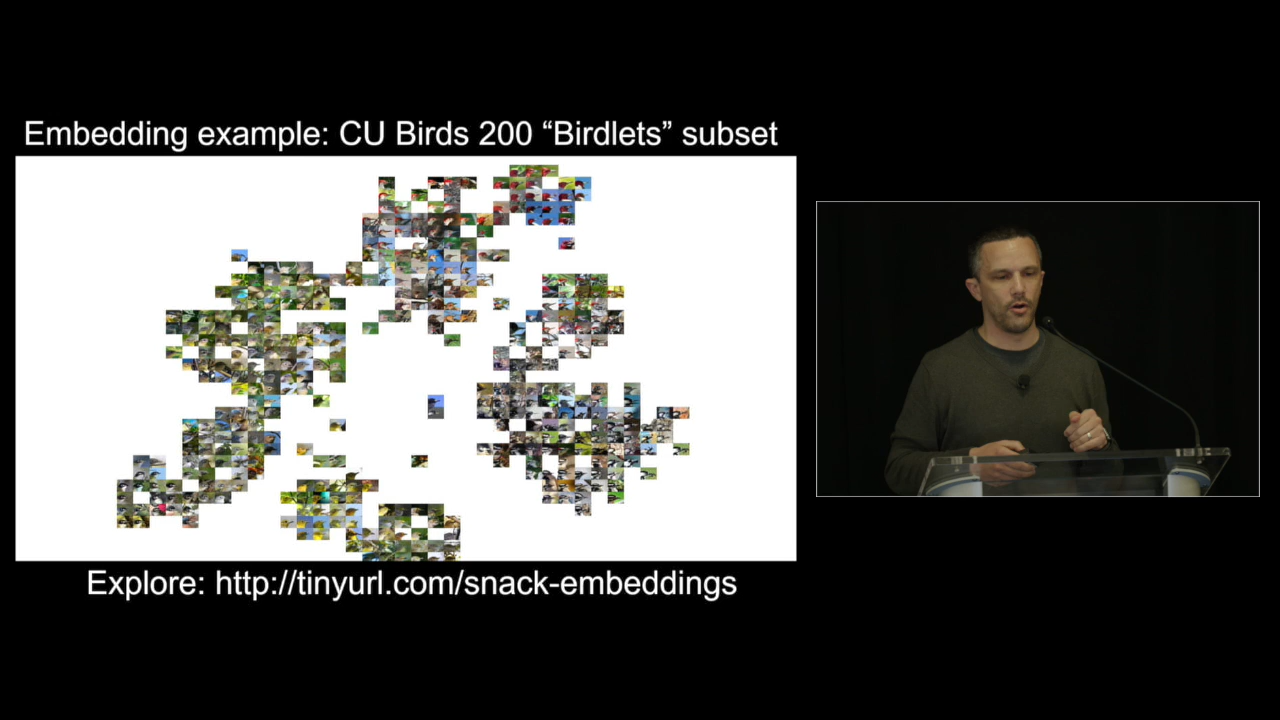 Embedding example: CU Birds 200 “Birdlets” subset
Explore: http://tinyurl.com/snack-embeddings